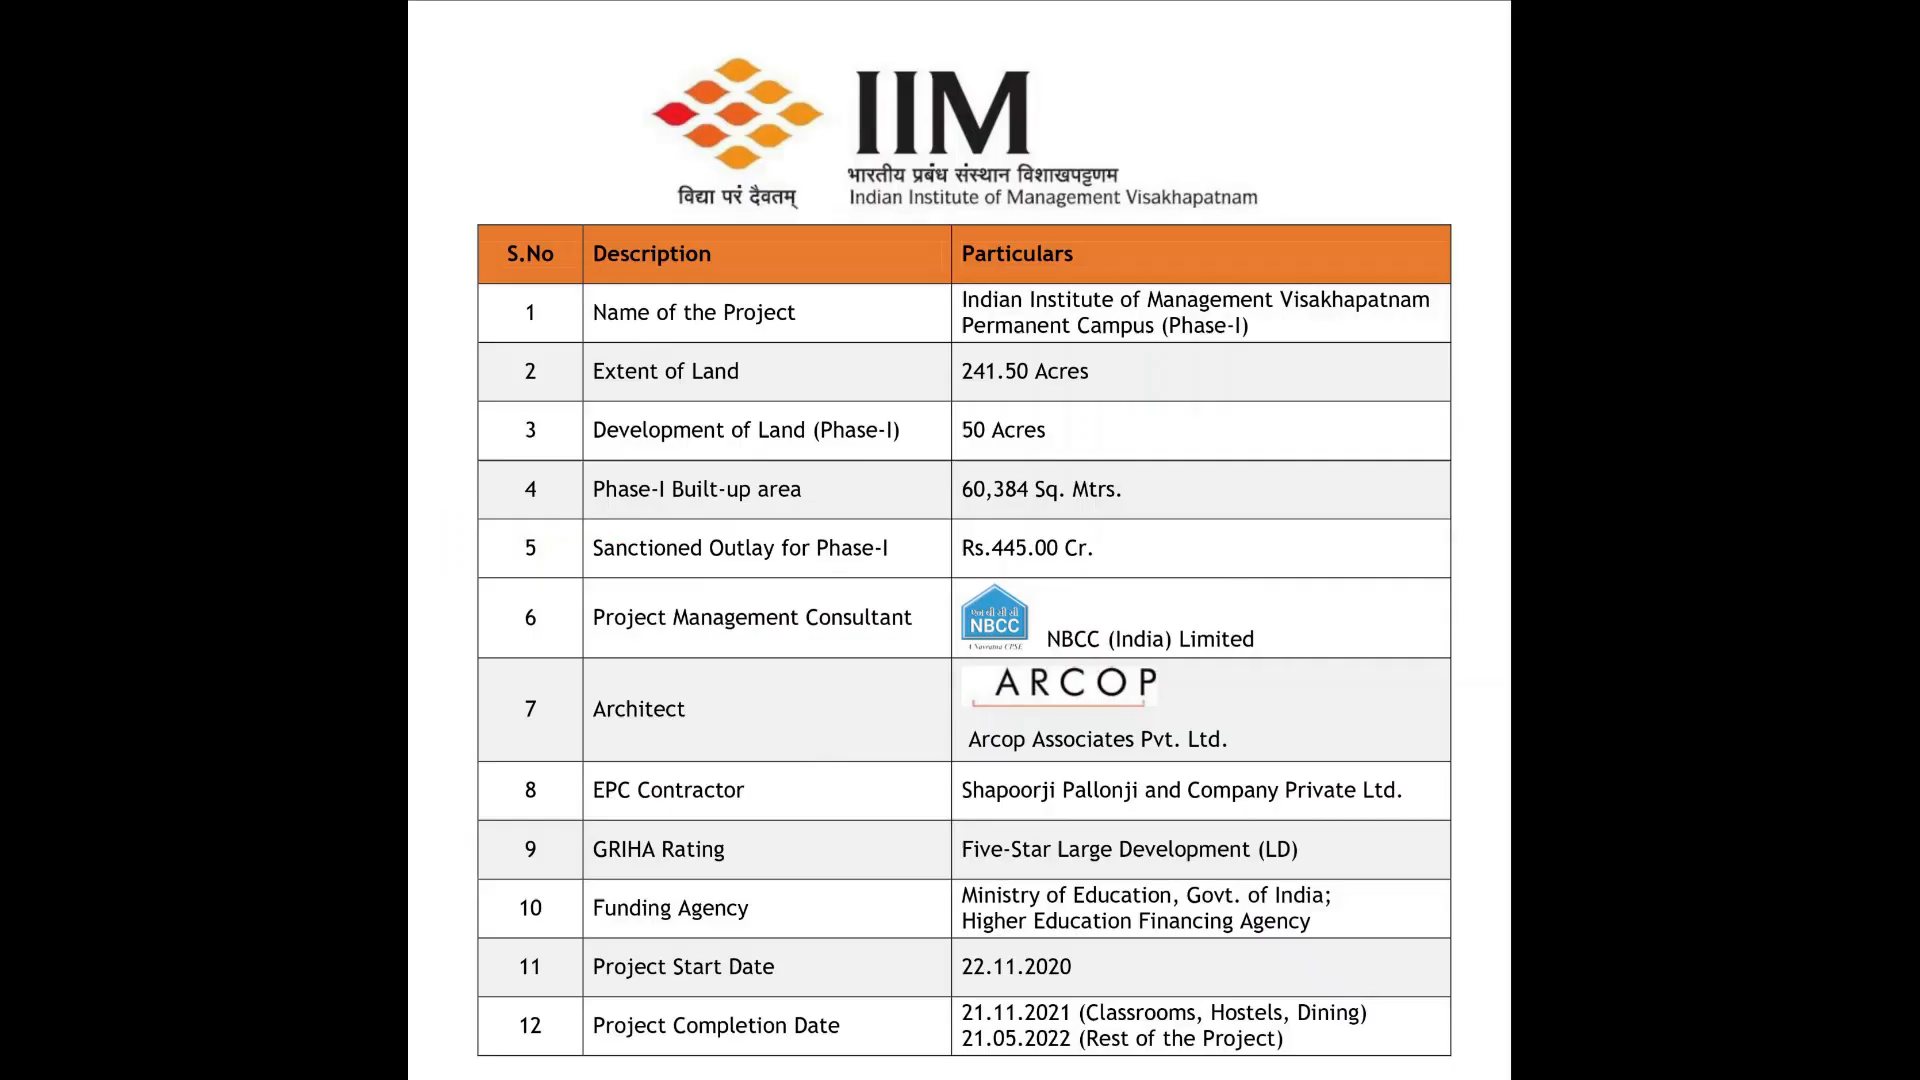 IIM
भारतीय प्रबंध संस्थान विशाखपट्टणम
विद्या परं दैवतम्
Indian Institute of Management Visakhapatnam
S.No Description Particulars
1 Name of the Project Indian Institute of Management Visakhapatnam
Permanent Campus (Phase-I)
2 Extent of Land 241.50 Acres
3 Development of Land (Phase-I) 50 Acres
4 Phase-I Built-up area 60,384 Sq. Mtrs.
5 Sanctioned Outlay for Phase-I Rs.445.00 Cr.
एन बी सी सी
NBCC
A Navratna CPSE
6 Project Management Consultant NBCC (India) Limited
ARCOP
7 Architect Arcop Associates Pvt. Ltd.
8 EPC Contractor Shapoorji Pallonji and Company Private Ltd.
9 GRIHA Rating Five-Star Large Development (LD)
10 Funding Agency Ministry of Education, Govt. of India;
Higher Education Financing Agency
11 Project Start Date 22.11.2020
12 Project Completion Date 21.11.2021 (Classrooms, Hostels, Dining)
21.05.2022 (Rest of the Project)